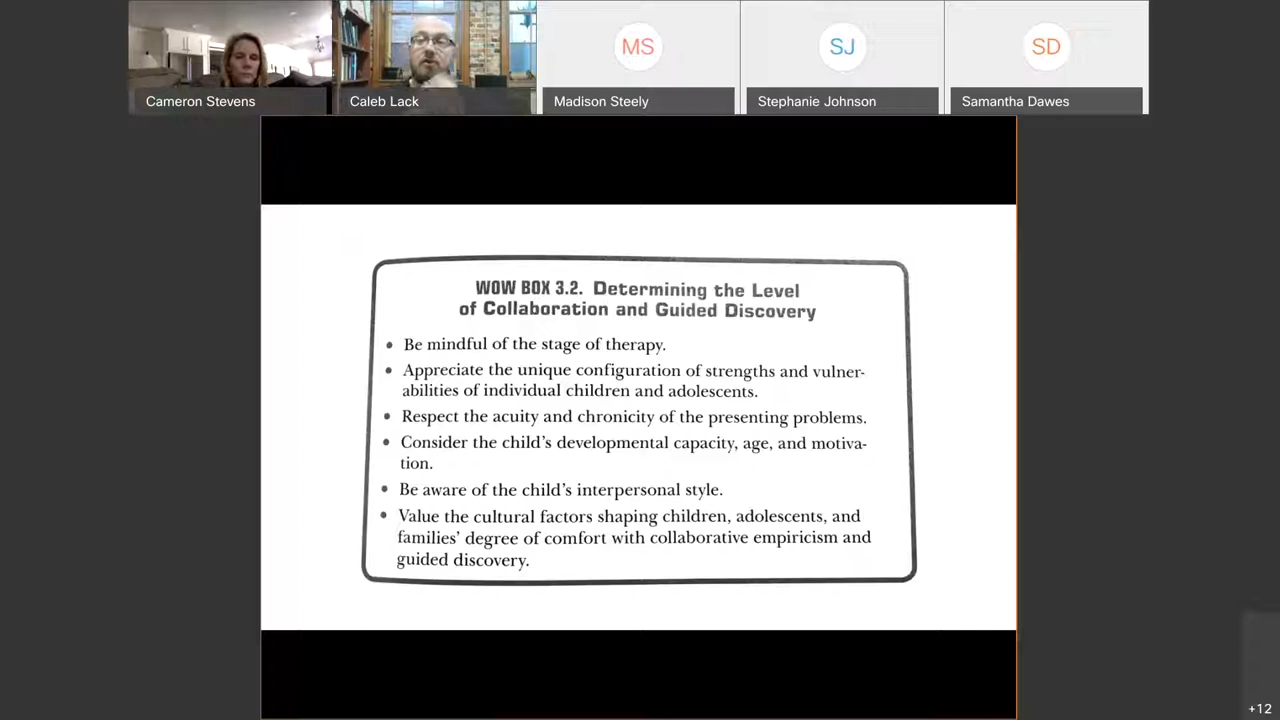 MS
SJ
SD
Cameron Stevens
Caleb Lack
Madison Steely
Stephanie Johnson
Samantha Dawes
WOW BOX 3.2. Determining the Level
of Collaboration and Guided Discovery
• Be mindful of the stage of therapy.
• Appreciate the unique configuration of strengths and vulner-
abilities of individual children and adolescents.
• Respect the acuity and chronicity of the presenting problems.
• Consider the child's developmental capacity, age, and motiva-
tion.
• Be aware of the child's interpersonal style.
• Value the cultural factors shaping children, adolescents, and
families' degree of comfort with collaborative empiricism and
guided discovery.
+12